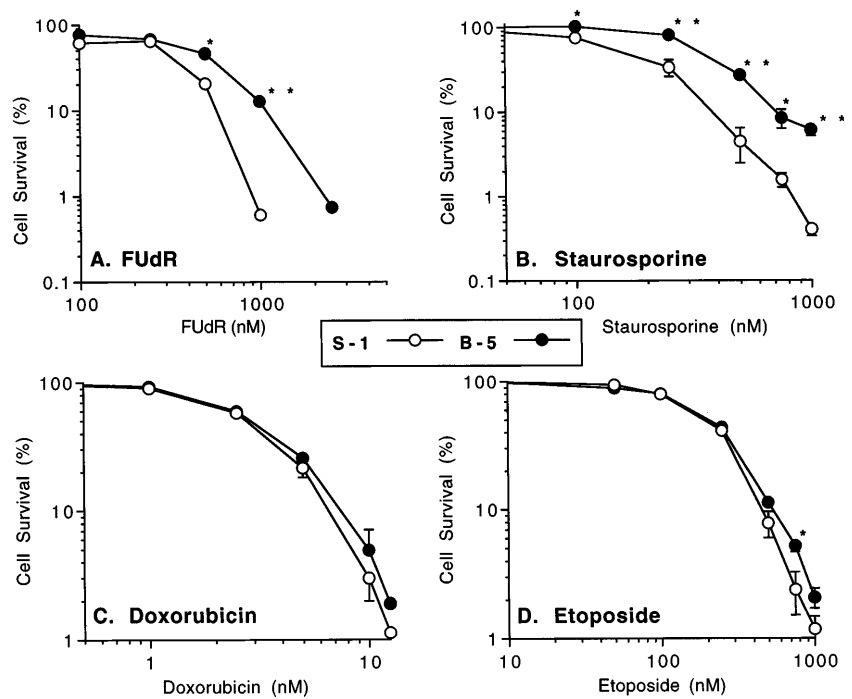 100
10
1
0.1
Cell Survival (%)
*
* *
A. FUdR
100
1000
FUdR (nM)
100
10
1
0.1
Cell Survival (%)
*
* *
* *
*
* *
B. Staurosporine
100
1000
Staurosporine (nM)
S-1
B-5
100
10
1
Cell Survival (%)
C. Doxorubicin
1
10
Doxorubicin (nM)
100
10
1
Cell Survival (%)
*
D. Etoposide
10
100
1000
Etoposide (nM)